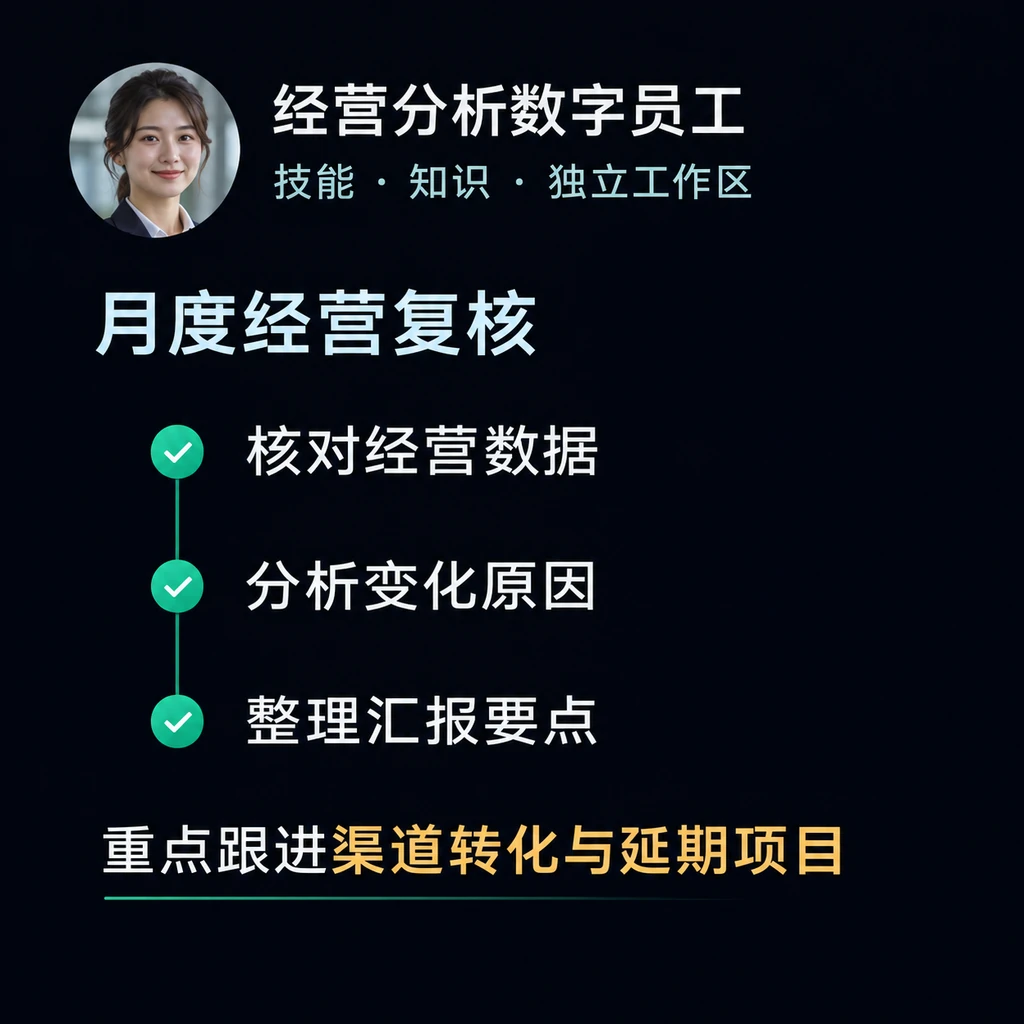 经营分析数字员工
技能 · 知识 · 独立工作区
月度经营复核
核对经营数据
分析变化原因
整理汇报要点
重点跟进渠道转化与延期项目